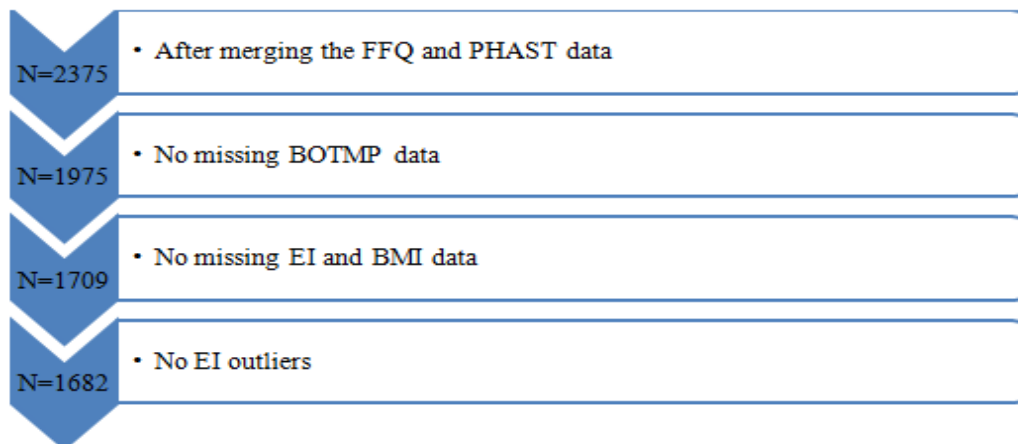 N=2375
• After merging the FFQ and PHAST data
N=1975
• No missing BOTMP data
N=1709
• No missing EI and BMI data
N=1682
• No EI outliers